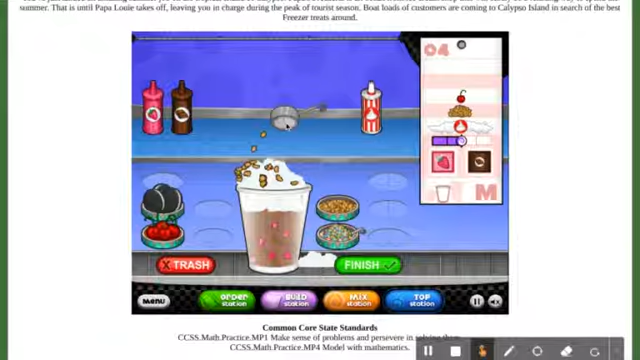 summer. That is until Papa Louie takes off, leaving you in charge during the peak of tourist season. Boat loads of customers are coming to Calypso Island in search of the best
Freezer treats around.
04
M
X TRASH
FINISH ✓
MENU
ORDER STATION
BUILD STATION
MIX STATION
TOP STATION
Common Core State Standards
CCSS.Math.Practice.MP1 Make sense of problems and persevere in solving them.
CCSS.Math.Practice.MP4 Model with mathematics.